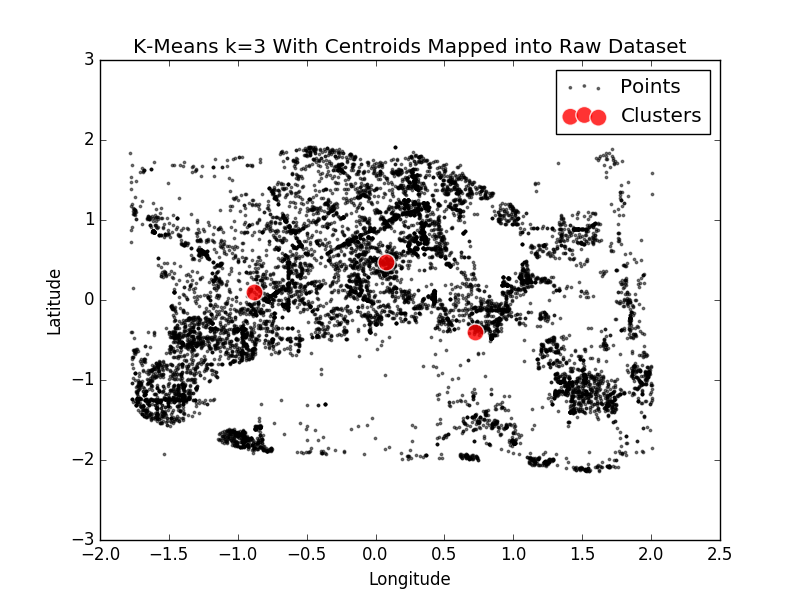 K-Means k=3 With Centroids Mapped into Raw Dataset
Points
Clusters
3
2
1
0
−1
−2
−3
Latitude
−2.0 −1.5 −1.0 −0.5 0.0 0.5 1.0 1.5 2.0 2.5
Longitude